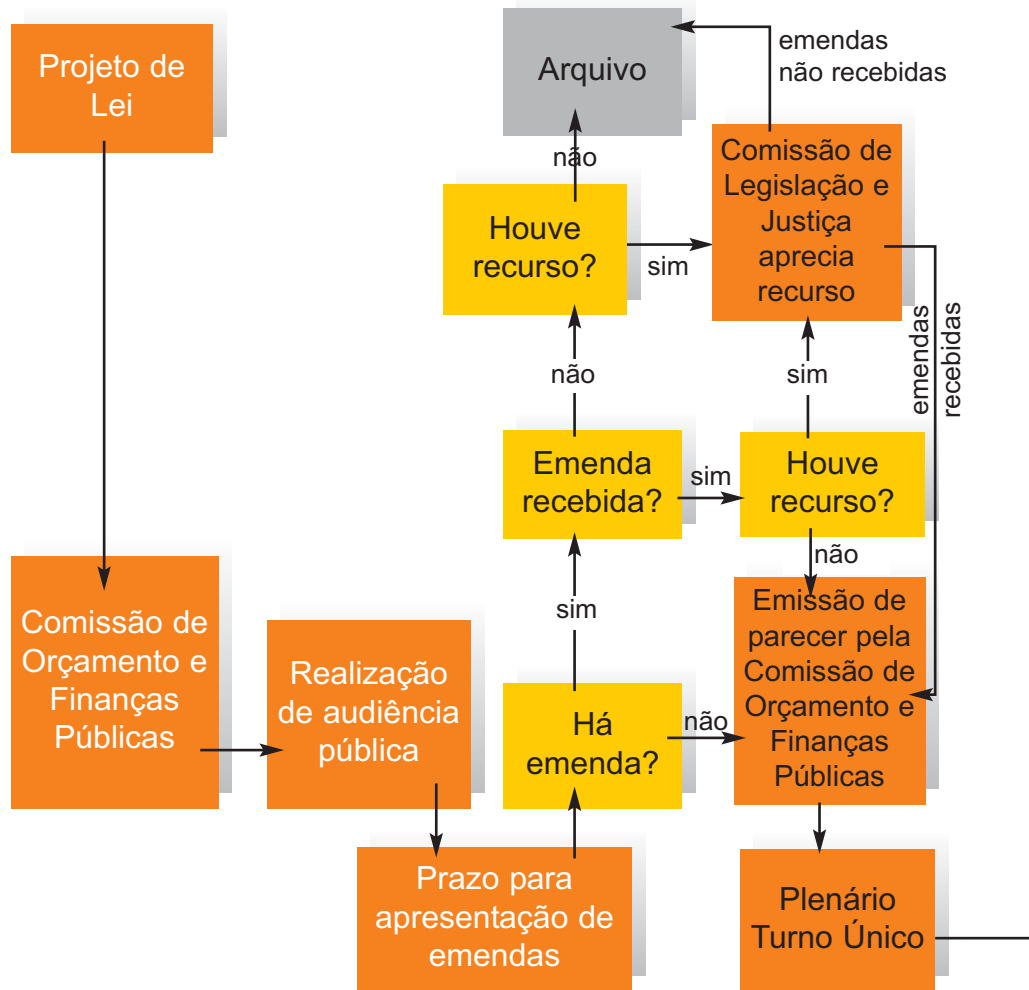 Projeto de
Lei
Comissão de
Orçamento e
Finanças
Públicas
Realização
de audiência
pública
Prazo para
apresentação de
emendas
Há
emenda?
não
sim
Emenda
recebida?
sim
não
Houve
recurso?
sim
não
Arquivo
emendas
não recebidas
Comissão de
Legislação e
Justiça
aprecia
recurso
emendas
recebidas
sim
Houve
recurso?
não
Emissão de
parecer pela
Comissão de
Orçamento e
Finanças
Públicas
Plenário
Turno Único